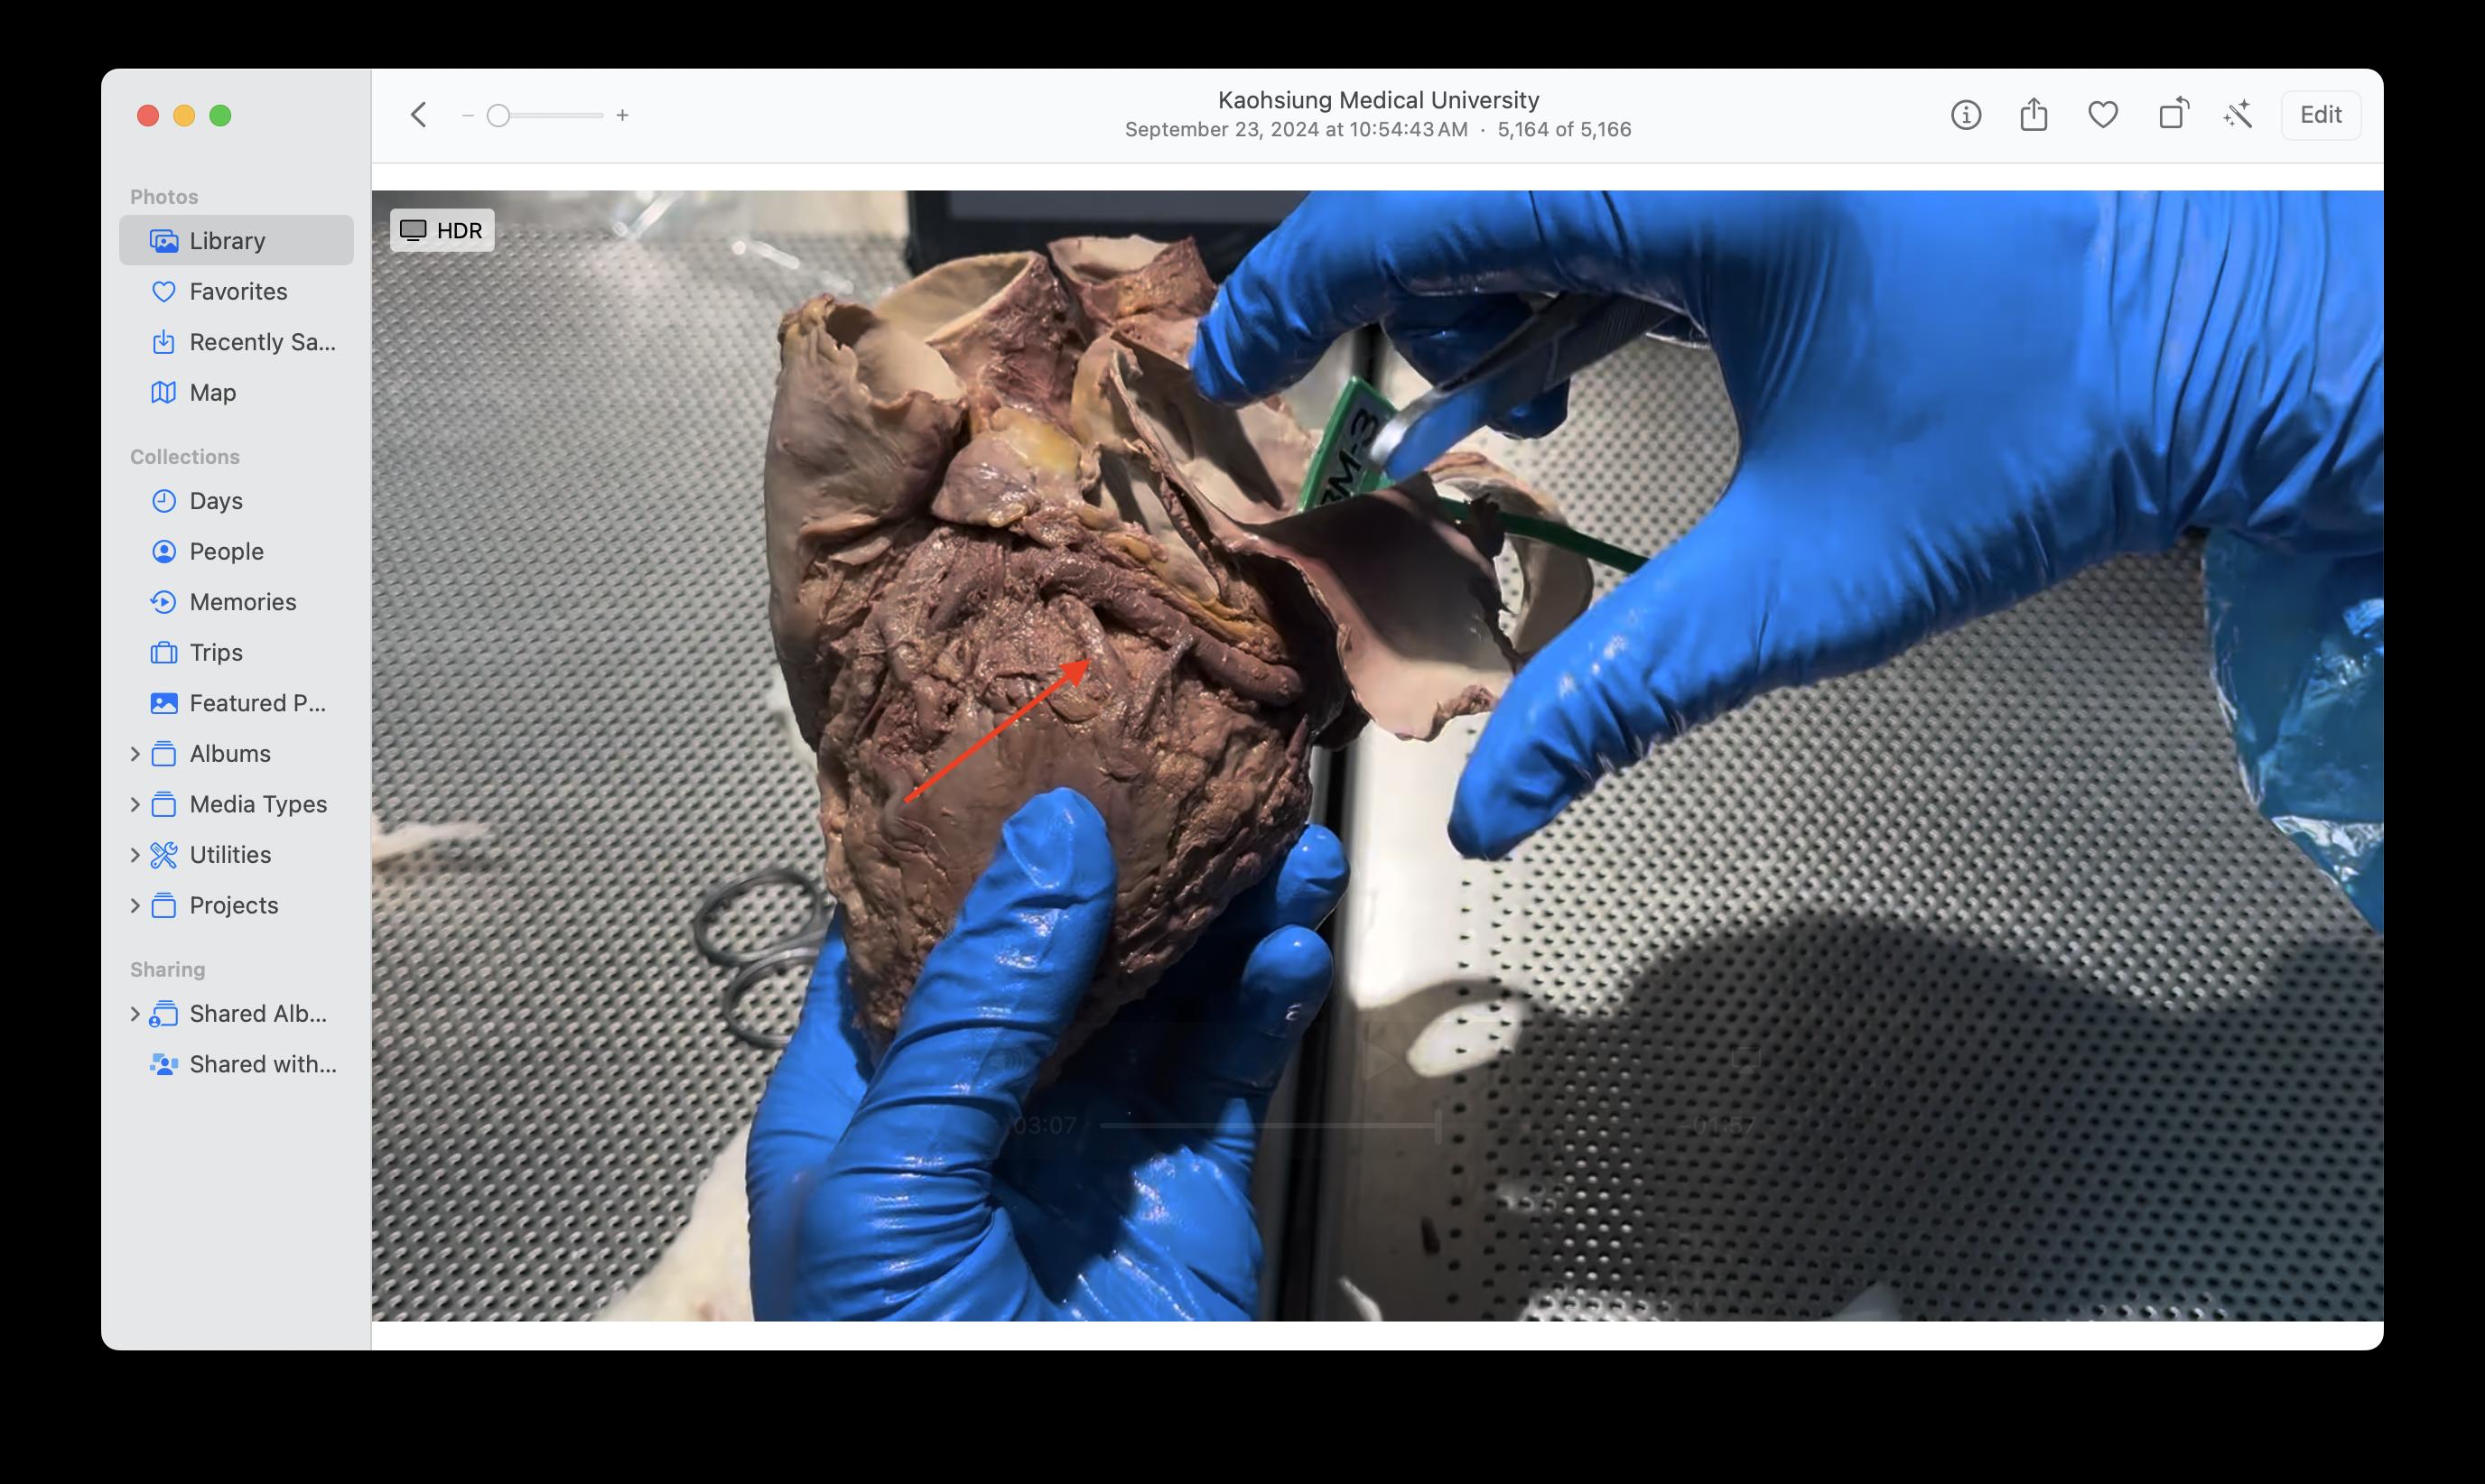 Kaohsiung Medical University
September 23, 2024 at 10:54:43 AM · 5,164 of 5,166
Edit
Photos
Library
Favorites
Recently Sa...
Map
Collections
Days
People
Memories
Trips
Featured P...
Albums
Media Types
Utilities
Projects
Sharing
Shared Alb...
Shared with...
HDR
M-3
03:07
-01:57